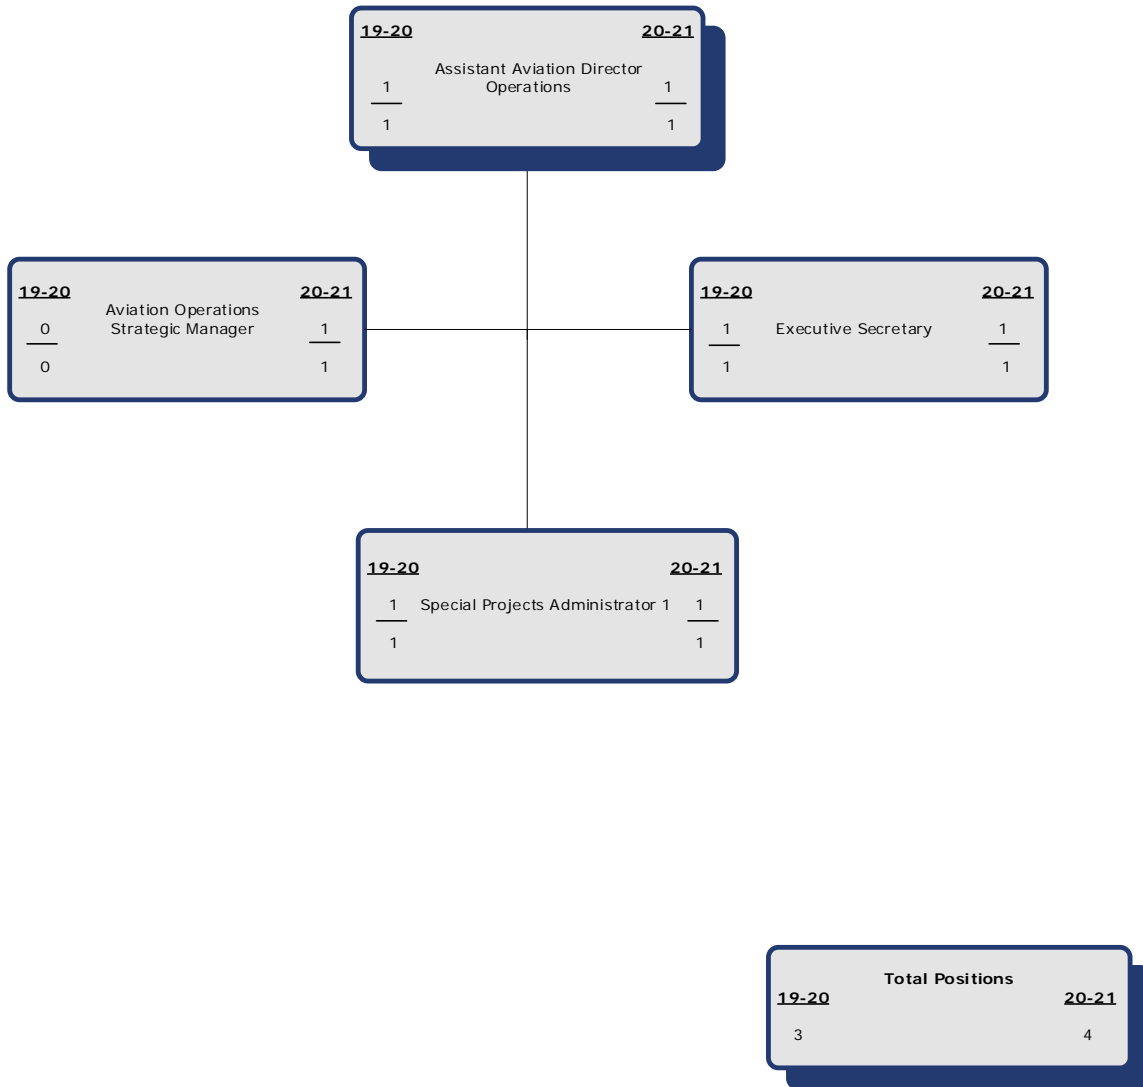 19-20 20-21
Assistant Aviation Director
Operations
1 1
1 1
19-20 20-21
Aviation Operations
0 Strategic Manager 1
0 1
19-20 20-21
1 Executive Secretary 1
1 1
19-20 20-21
1 Special Projects Administrator 1 1
1 1
Total Positions
19-20 20-21
3 4